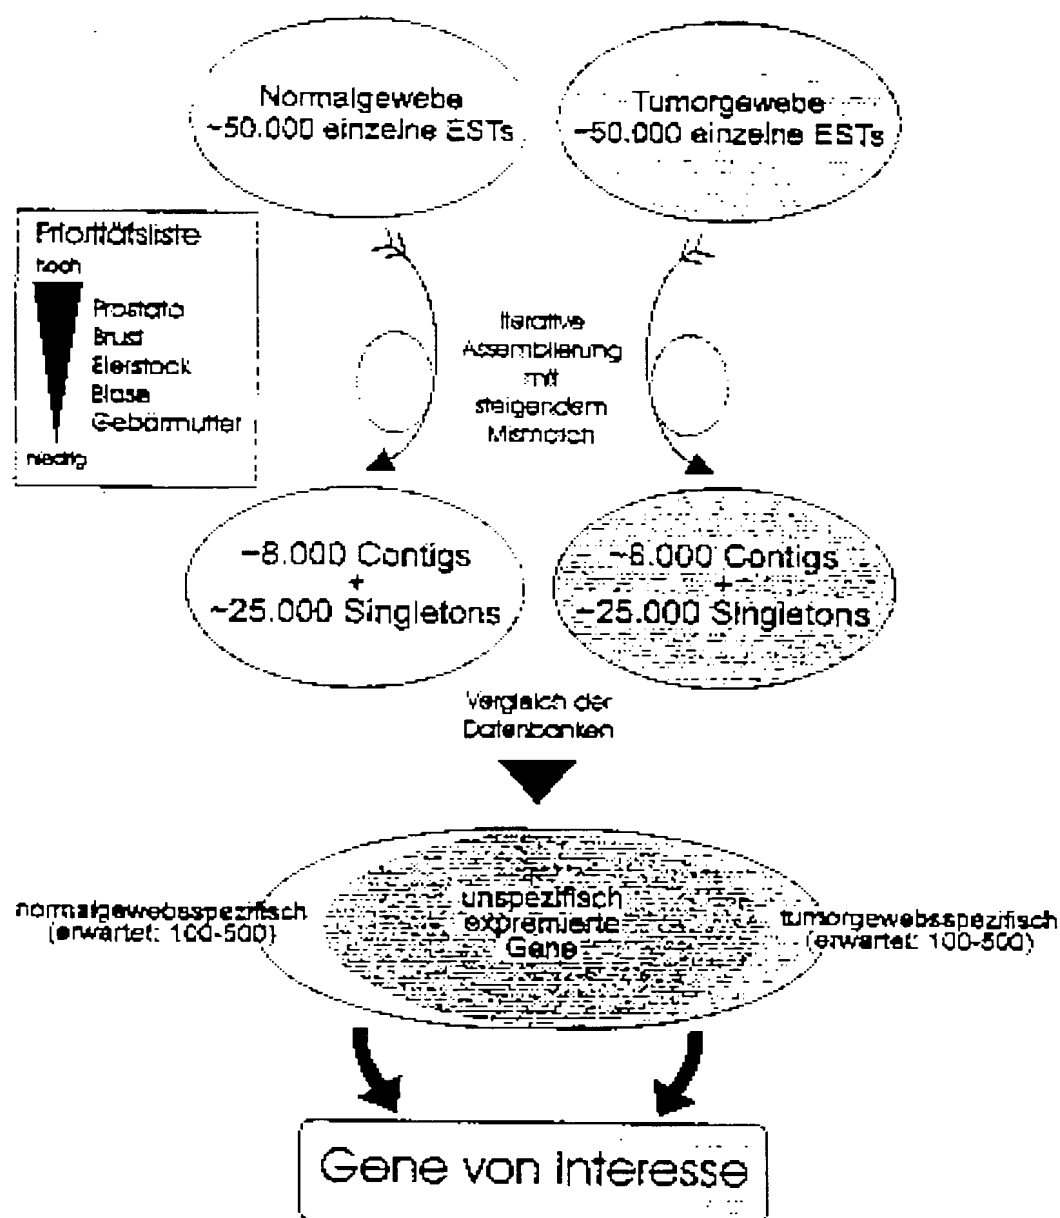 Normalgewebe
~50.000 einzelne ESTs
Tumorgewebe
~50.000 einzelne ESTs
Prioritätsliste
hoch
Prostata
Brust
Eierstock
Blase
Gebärmutter
niedrig
Iterative
Assemblierung
mit
steigendem
Mismatch
~8.000 Contigs
+
~25.000 Singletons
~8.000 Contigs
+
~25.000 Singletons
Vergleich der
Datenbanken
normalgewebsspezifisch
(erwartet: 100-500)
unspezifisch
expremierte
Gene
tumorgewebsspezifisch
(erwartet: 100-500)
Gene von Interesse